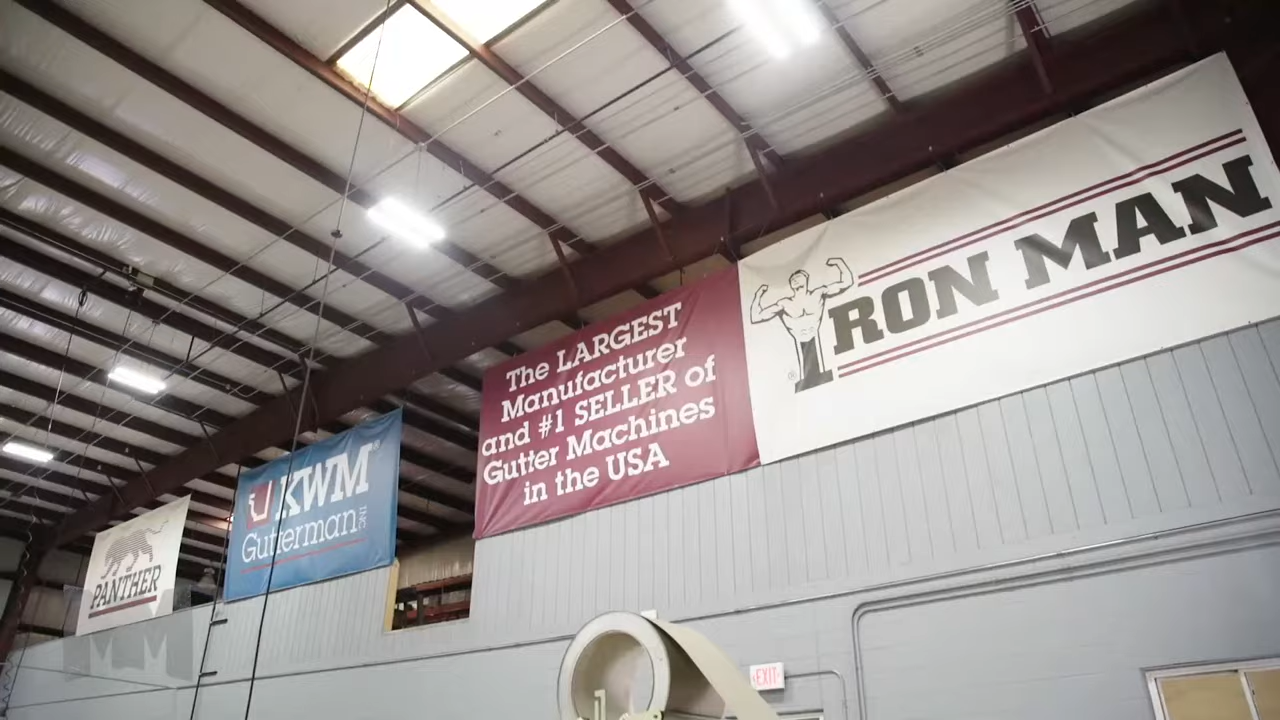 PANTHER
KWM®
Gutterman INC
The LARGEST
Manufacturer
and #1 SELLER of
Gutter Machines
in the USA
IRON MAN
®
EXIT